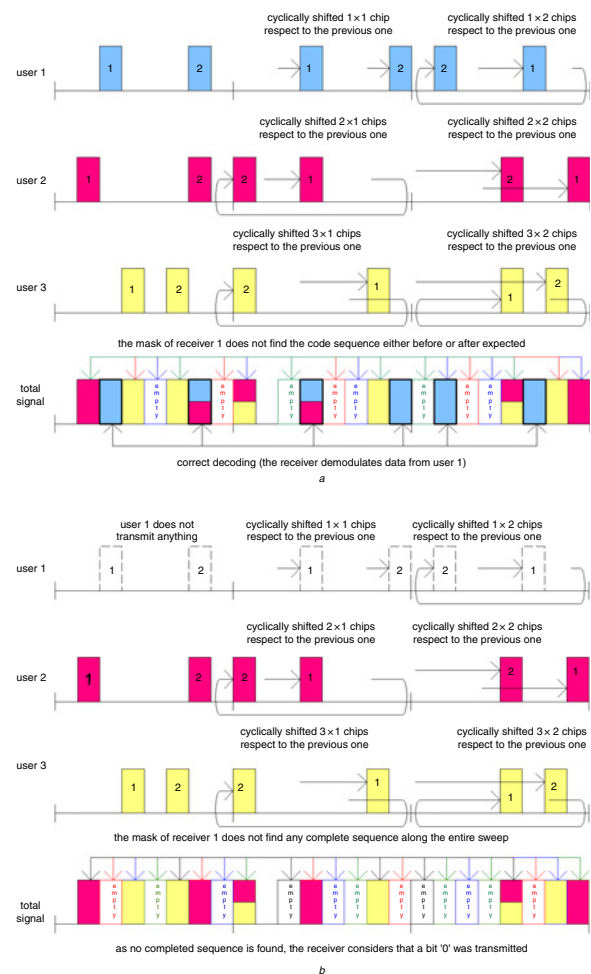 cyclically shifted 1×1 chip
respect to the previous one
cyclically shifted 1×2 chips
respect to the previous one
user 1
1
2
1
2
2
1
cyclically shifted 2×1 chips
respect to the previous one
cyclically shifted 2×2 chips
respect to the previous one
user 2
1
2
2
1
2
1
cyclically shifted 3×1 chips
respect to the previous one
cyclically shifted 3×2 chips
respect to the previous one
user 3
1
2
2
1
1
2
the mask of receiver 1 does not find the code sequence either before or after expected
total
signal
empty
empty
empty
empty
empty
empty
empty
empty
empty
correct decoding (the receiver demodulates data from user 1)
a
user 1 does not
transmit anything
cyclically shifted 1×1 chips
respect to the previous one
cyclically shifted 1×2 chips
respect to the previous one
user 1
1
2
1
2
2
1
cyclically shifted 2×1 chips
respect to the previous one
cyclically shifted 2×2 chips
respect to the previous one
user 2
1
2
2
1
2
1
cyclically shifted 3×1 chips
respect to the previous one
cyclically shifted 3×2 chips
respect to the previous one
user 3
1
2
2
1
1
2
the mask of receiver 1 does not find any complete sequence along the entire sweep
total
signal
empty
empty
empty
empty
empty
empty
empty
empty
empty
empty
empty
as no completed sequence is found, the receiver considers that a bit '0' was transmitted
b